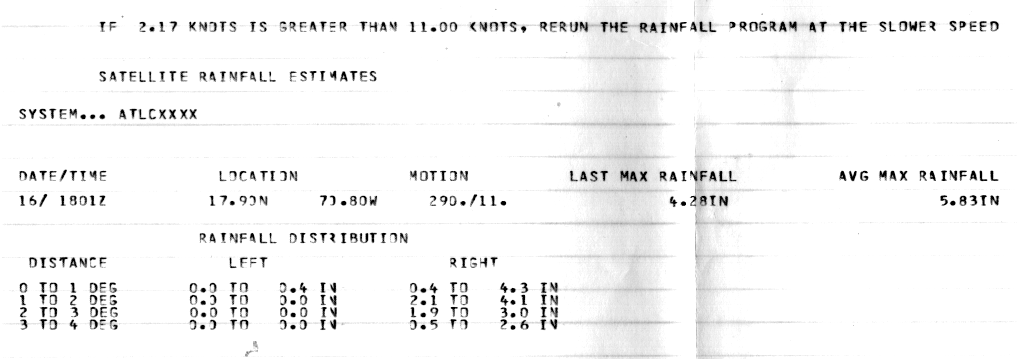 IF 2.17 KNOTS IS GREATER THAN 11.00 KNOTS, RERUN THE RAINFALL PROGRAM AT THE SLOWER SPEED
SATELLITE RAINFALL ESTIMATES
SYSTEM... ATLCXXXX
DATE/TIME LOCATION MOTION LAST MAX RAINFALL AVG MAX RAINFALL
16/ 1801Z 17.90N 70.80W 290./11. 4.28IN 5.83IN
RAINFALL DISTRIBUTION
DISTANCE LEFT RIGHT
0 TO 1 DEG 0.0 TO 0.4 IN 0.4 TO 4.3 IN
1 TO 2 DEG 0.0 TO 0.0 IN 2.1 TO 4.1 IN
2 TO 3 DEG 0.0 TO 0.0 IN 1.9 TO 3.0 IN
3 TO 4 DEG 0.0 TO 0.0 IN 0.5 TO 2.6 IN